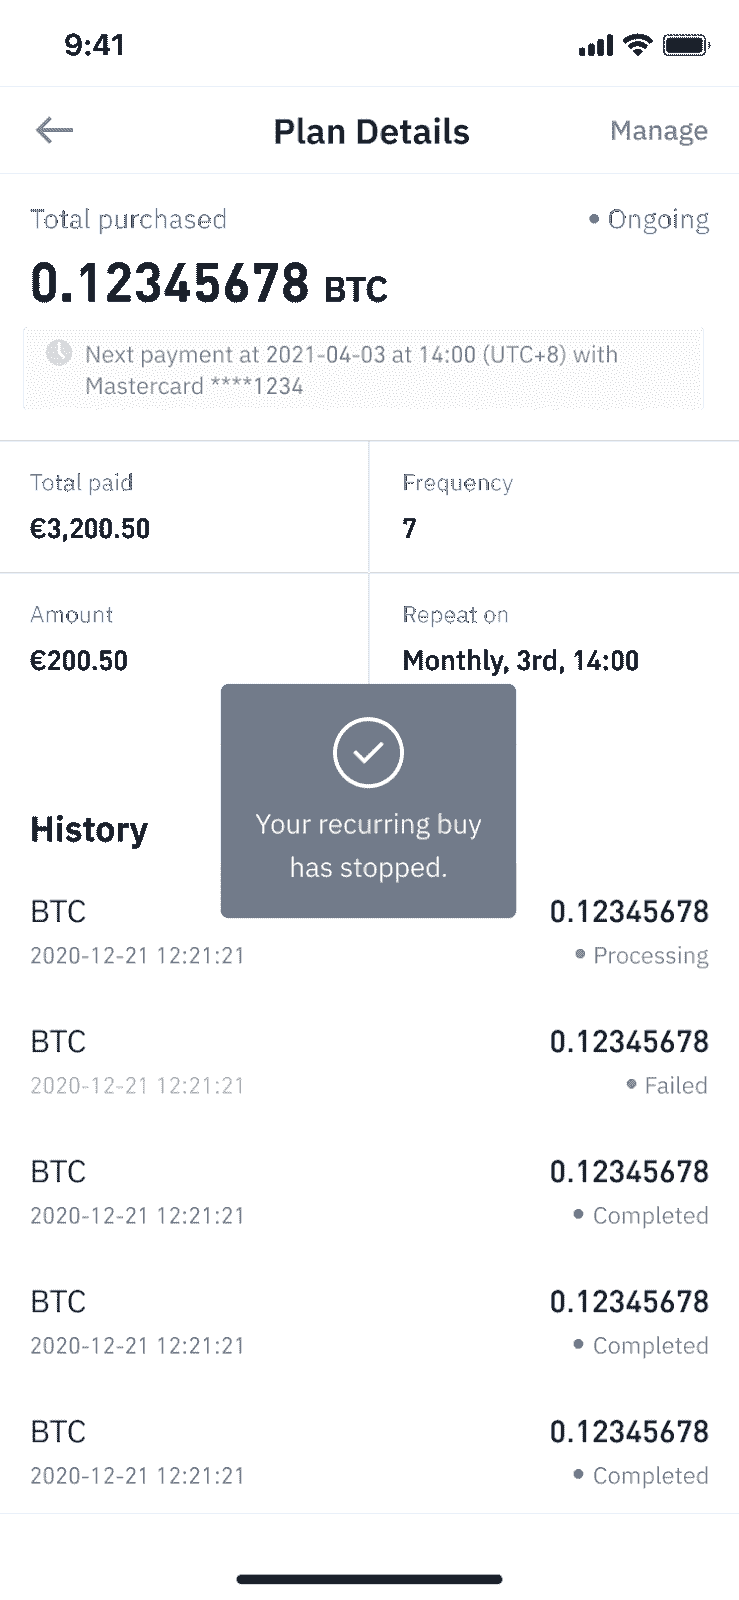 9:41
Plan Details
Manage
Total purchased
• Ongoing
0.12345678 BTC
Next payment at 2021-04-03 at 14:00 (UTC+8) with
Mastercard ****1234
Total paid
Frequency
€3,200.50
7
Amount
Repeat on
€200.50
Monthly, 3rd, 14:00
Your recurring buy
has stopped.
History
BTC
0.12345678
2020-12-21 12:21:21
• Processing
BTC
0.12345678
2020-12-21 12:21:21
• Failed
BTC
0.12345678
2020-12-21 12:21:21
• Completed
BTC
0.12345678
2020-12-21 12:21:21
• Completed
BTC
0.12345678
2020-12-21 12:21:21
• Completed